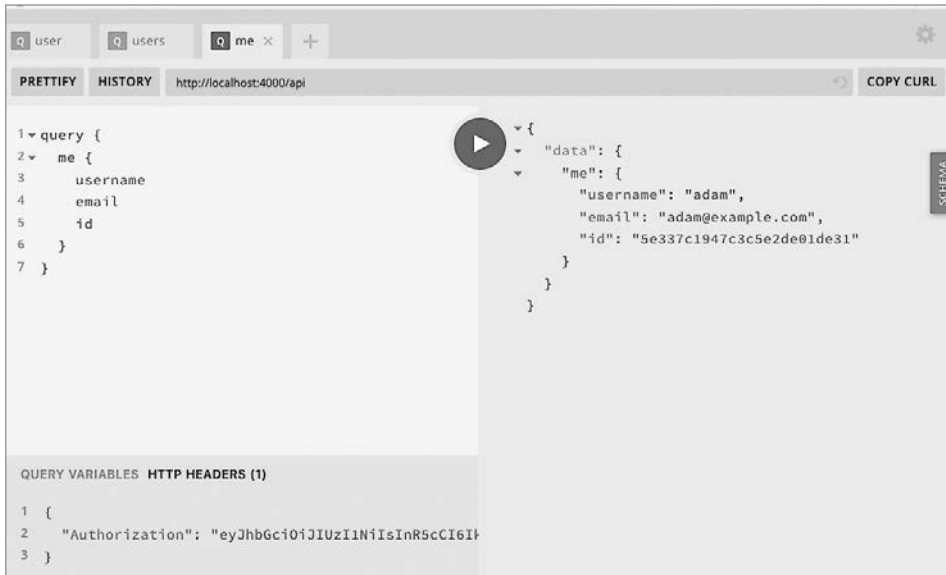 Q user Q users Q me × +
PRETTIFY HISTORY http://localhost:4000/api COPY CURL
1 query {
2 me {
3 username
4 email
5 id
6 }
7 }
{
"data": {
"me": {
"username": "adam",
"email": "adam@example.com",
"id": "5e337c1947c3c5e2de01de31"
}
}
}
SCHEMA
QUERY VARIABLES HTTP HEADERS (1)
1 {
2 "Authorization": "eyJhbGciOiJIUzI1NiIsInR5cCI6Ik
3 }